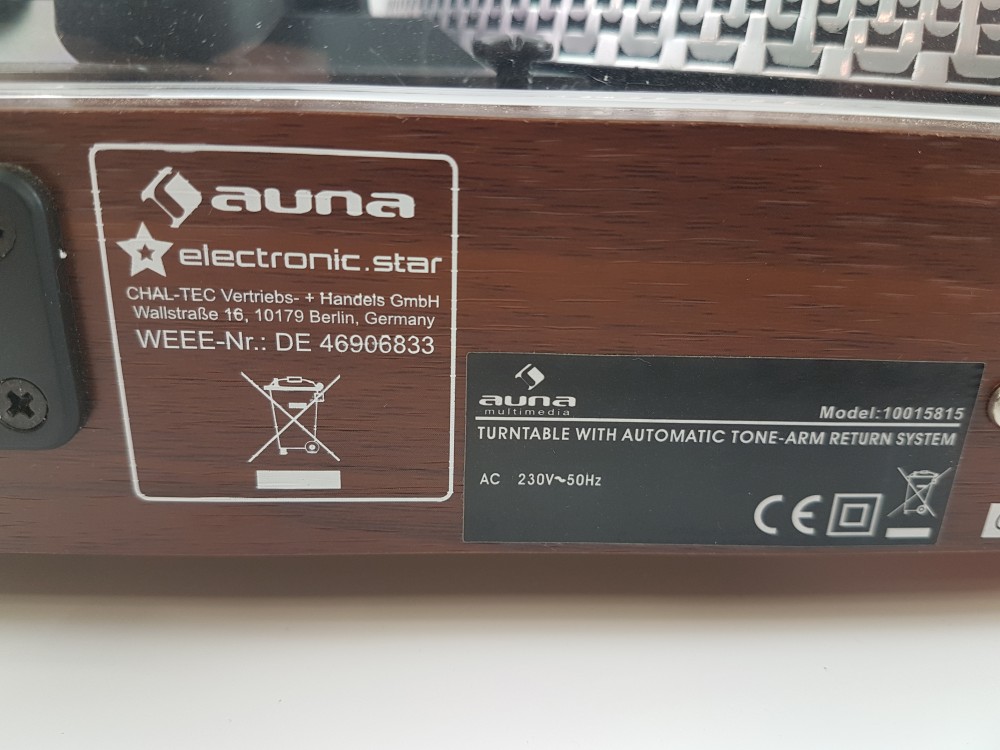 auna
electronic.star
CHAL-TEC Vertriebs- + Handels GmbH
Wallstraße 16, 10179 Berlin, Germany
WEEE-Nr.: DE 46906833
auna
multimedia
Model:10015815
TURNTABLE WITH AUTOMATIC TONE-ARM RETURN SYSTEM
AC 230V~50Hz
CE